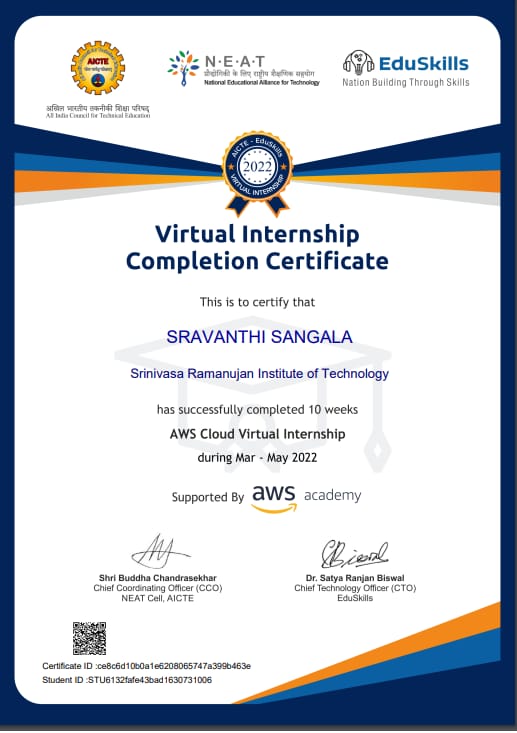 AICTE
N·E·A·T
प्रौद्योगिकी के लिए राष्ट्रीय शैक्षणिक सहयोग
National Educational Alliance for Technology
EduSkills
Nation Building Through Skills
अखिल भारतीय तकनीकी शिक्षा परिषद्
All India Council for Technical Education
AICTE - EduSkills
2022
VIRTUAL INTERNSHIP
Virtual Internship
Completion Certificate
This is to certify that
SRAVANTHI SANGALA
Srinivasa Ramanujan Institute of Technology
has successfully completed 10 weeks
AWS Cloud Virtual Internship
during Mar - May 2022
Supported By aws academy
Shri Buddha Chandrasekhar
Chief Coordinating Officer (CCO)
NEAT Cell, AICTE
Dr. Satya Ranjan Biswal
Chief Technology Officer (CTO)
EduSkills
Certificate ID :ce8c6d10b0a1e6208065747a399b463e
Student ID :STU6132fafe43bad1630731006